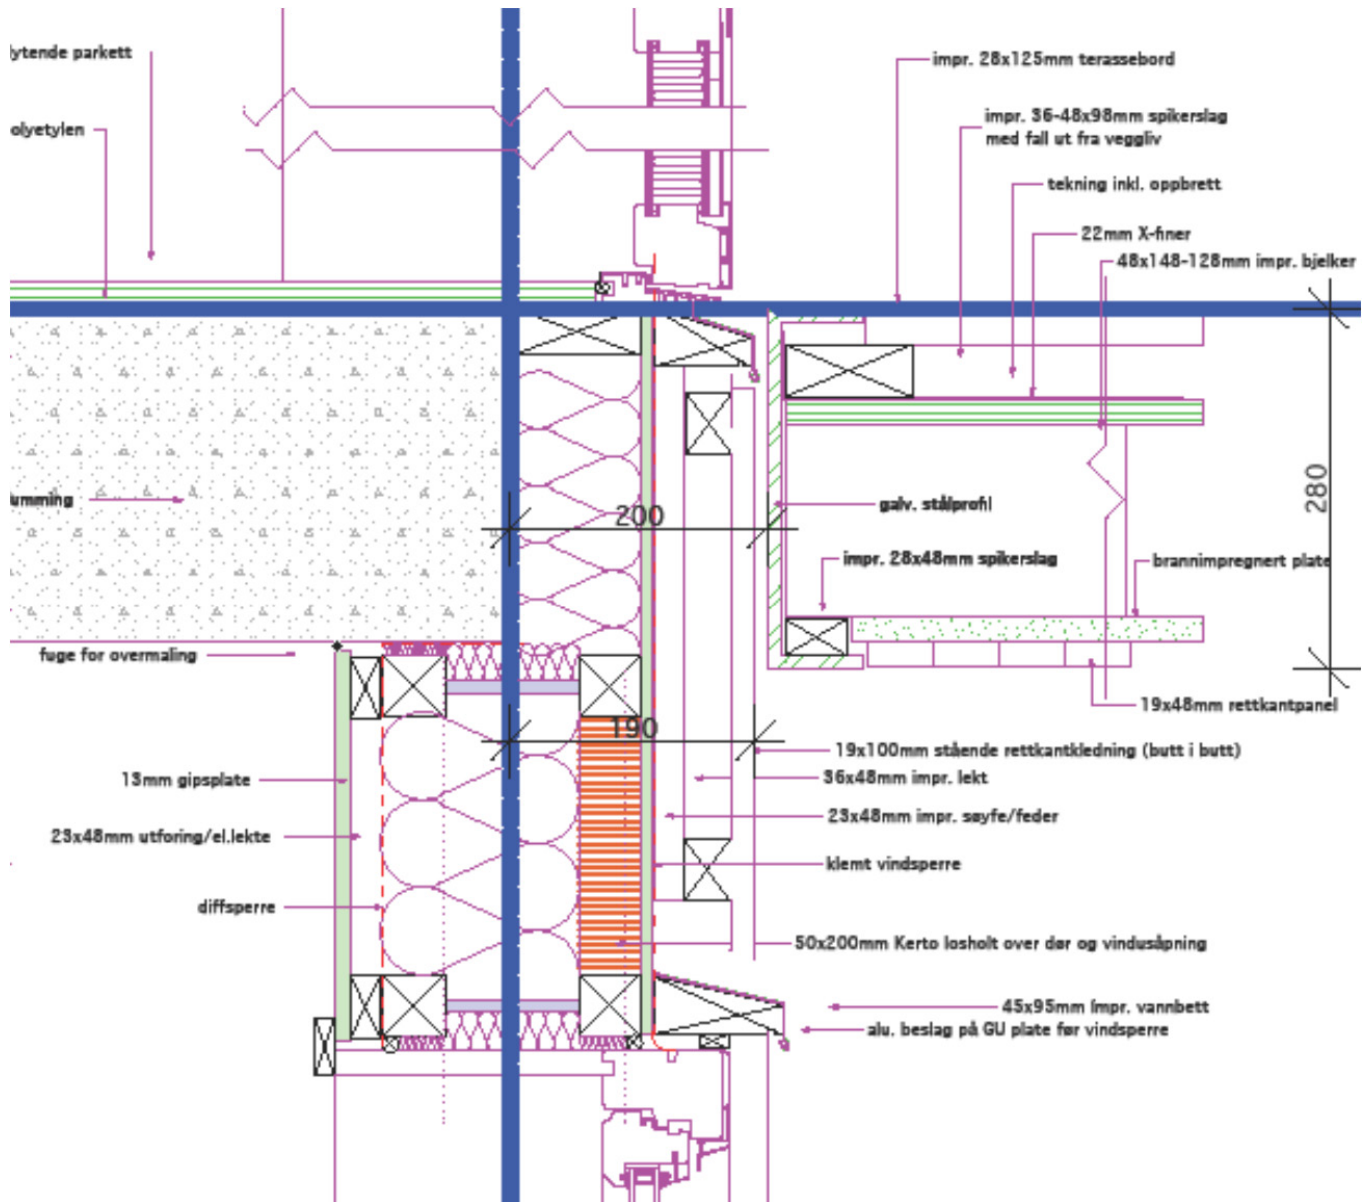 lytende parkett
impr. 28x125mm terassebord
impr. 36-48x98mm spikerslag
med fall ut fra veggliv
olyetylen
tekning inkl. oppbrett
22mm X-finer
48x148-128mm impr. bjelker
280
umming
galv. stålprofil
200
impr. 28x48mm spikerslag
brannimpregnert plate
fuge for overmaling
19x48mm rettkantpanel
190
19x100mm stående rettkantkledning (butt i butt)
13mm gipsplate
36x48mm impr. lekt
23x48mm impr. søyfe/feder
23x48mm utforing/el.lekte
klemt vindsperre
diffsperre
50x200mm Kerto losholt over dør og vindusåpning
45x95mm Impr. vannbett
alu. beslag på GU plate før vindsperre